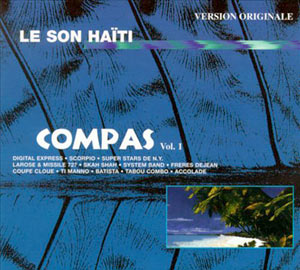 VERSION ORIGINALE
LE SON HAÏTI
COMPAS Vol. 1
DIGITAL EXPRESS • SCORPIO • SUPER STARS DE N.Y.
LAROSE & MISSILE 727 • SKAH SHAH • SYSTEM BAND • FRERES DEJEAN
COUPE CLOUE • TI MANNO • BATISTA • TABOU COMBO • ACCOLADE